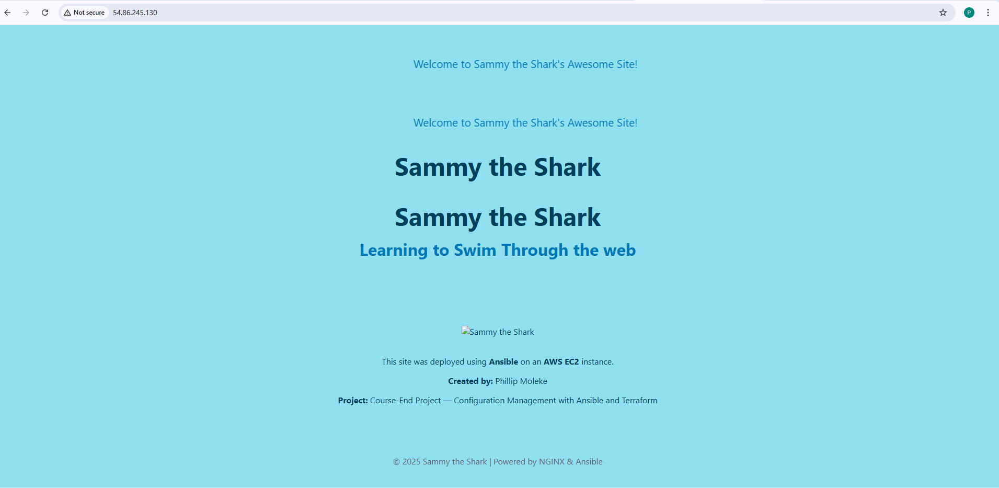 Not secure
54.86.245.130
P
Welcome to Sammy the Shark's Awesome Site!
Welcome to Sammy the Shark's Awesome Site!
Sammy the Shark
Sammy the Shark
Learning to Swim Through the web
Sammy the Shark
This site was deployed using Ansible on an AWS EC2 instance.
Created by: Phillip Moleke
Project: Course-End Project — Configuration Management with Ansible and Terraform
© 2025 Sammy the Shark | Powered by NGINX & Ansible